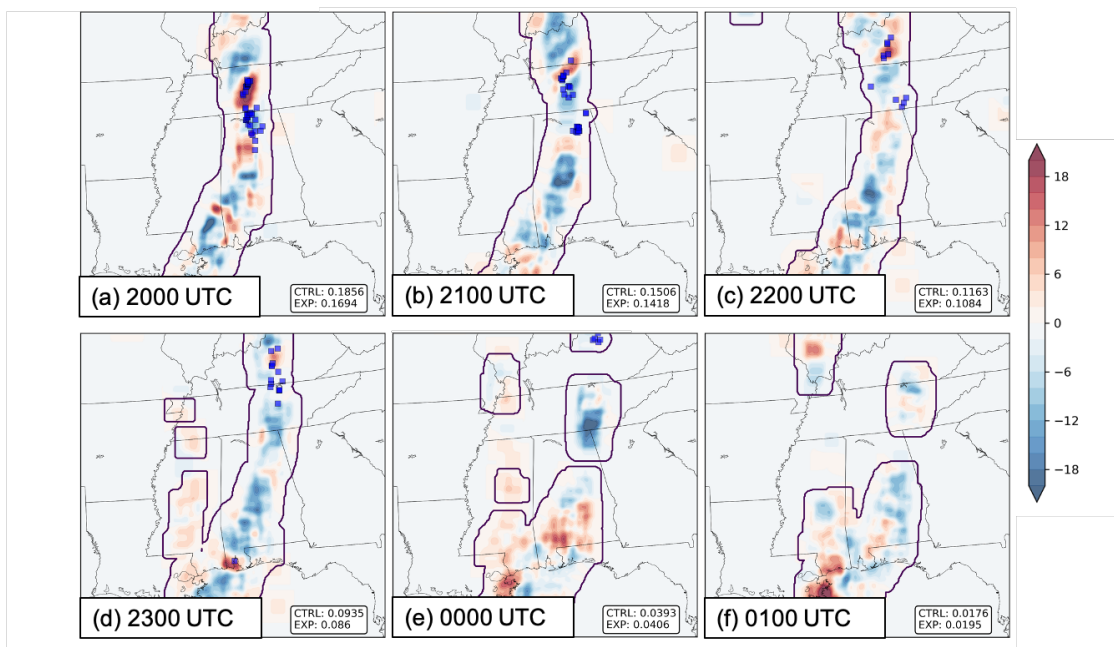 (a) 2000 UTC
CTRL: 0.1856
EXP: 0.1694
(b) 2100 UTC
CTRL: 0.1506
EXP: 0.1418
(c) 2200 UTC
CTRL: 0.1163
EXP: 0.1084
18
12
6
0
−6
−12
−18
(d) 2300 UTC
CTRL: 0.0935
EXP: 0.086
(e) 0000 UTC
CTRL: 0.0393
EXP: 0.0406
(f) 0100 UTC
CTRL: 0.0176
EXP: 0.0195